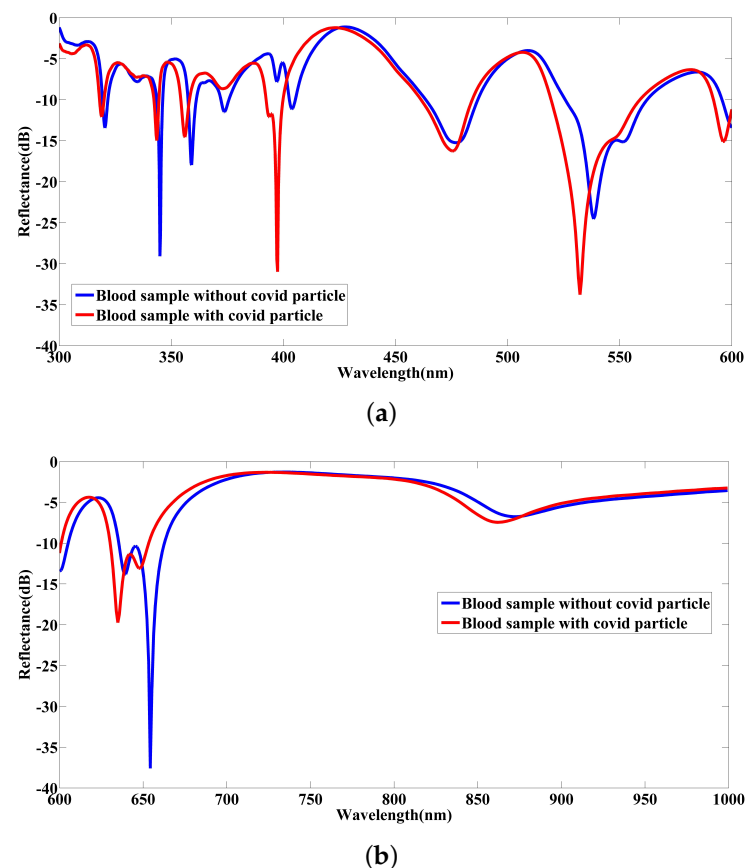 0
-5
-10
-15
-20
-25
-30
-35
-40
Reflectance(dB)
Blood sample without covid particle
Blood sample with covid particle
300 350 400 450 500 550 600
Wavelength(nm)
(a)
0
-5
-10
-15
-20
-25
-30
-35
-40
Reflectance(dB)
Blood sample without covid particle
Blood sample with covid particle
600 650 700 750 800 850 900 950 1000
Wavelength(nm)
(b)